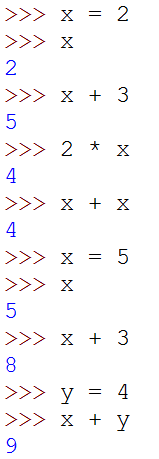 >>> x = 2
>>> x
2
>>> x + 3
5
>>> 2 * x
4
>>> x + x
4
>>> x = 5
>>> x
5
>>> x + 3
8
>>> y = 4
>>> x + y
9